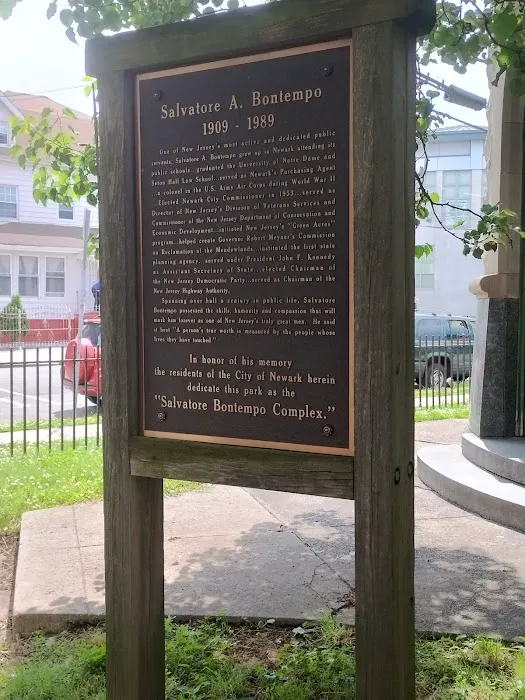 Salvatore A. Bontempo
1909 - 1989
One of New Jersey's most active and dedicated public
servants, Salvatore A. Bontempo grew up in Newark attending its
public schools...graduated the University of Notre Dame and
Seton Hall Law School...served as Newark's Purchasing Agent
...a colonel in the U.S. Army Air Corps during World War II
...Elected Newark City Commissioner in 1953...served as
Director of New Jersey's Division of Veterans Services and
Commissioner of the New Jersey Department of Conservation and
Economic Development...initiated New Jersey's "Green Acres"
program...helped create Governor Robert Meyner's Commission
on Reclamation of the Meadowlands...initiated the first state
planning agency...served under President John F. Kennedy
as Assistant Secretary of State...elected Chairman of
the New Jersey Democratic Party...served as Chairman of the
New Jersey Highway Authority.
Spanning over half a century in public life, Salvatore
Bontempo possessed the skills, humanity and compassion that will
mark him forever as one of New Jersey's truly great men. He said
it best "A person's true worth is measured by the people whose
lives they have touched"
In honor of his memory
the residents of the City of Newark herein
dedicate this park as the
"Salvatore Bontempo Complex."